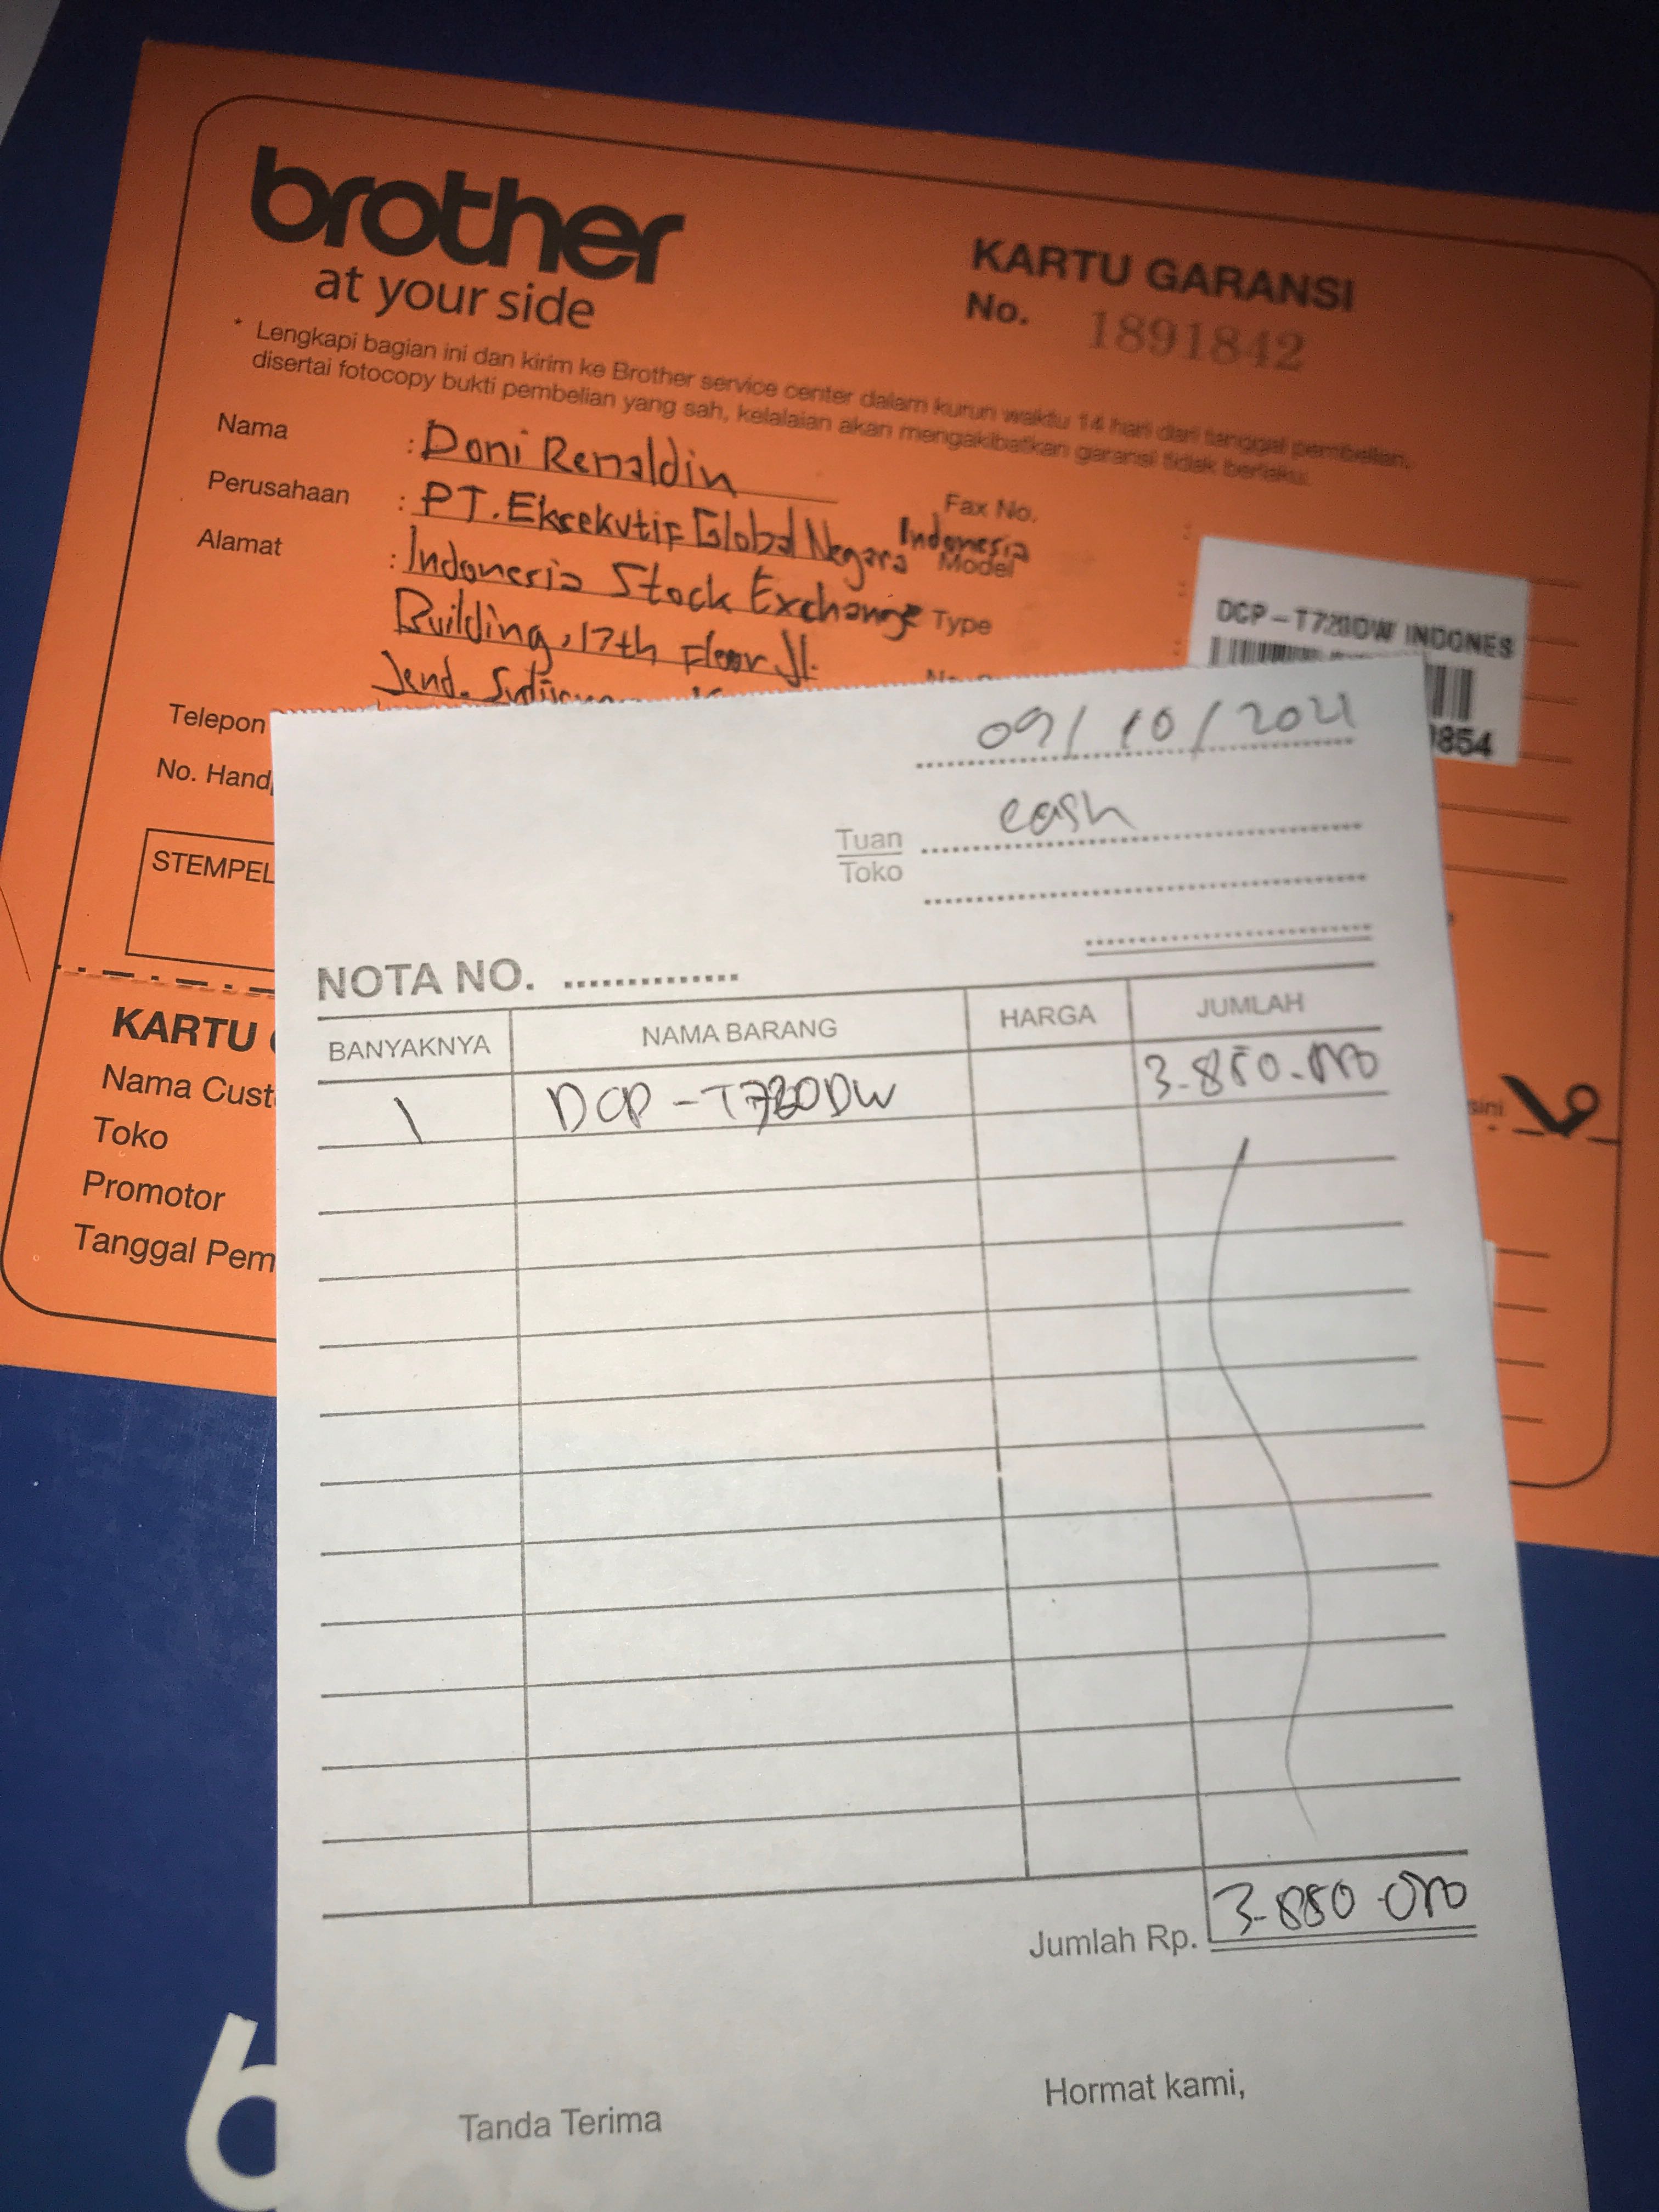 brother
at your side
KARTU GARANSI
No. 1891842
* Lengkapi bagian ini dan kirim ke Brother service center dalam kurun waktu 14 hari dari tanggal pembelian,
disertai fotocopy bukti pembelian yang sah, kelalaian akan mengakibatkan garansi tidak berlaku.
Nama : Doni Renaldin
Perusahaan : PT. Eksekutif Global Negara Indonesia
Alamat : Indonesia Stock Exchange
Building, 17th Floor Jl.
Jend.
Fax No. :
Model :
Type :
DCP-T720DW INDONES
854
Telepon
No. Hand
STEMPEL
KARTU
Nama Cust
Toko
Promotor
Tanggal Pem
sini
09/10/2021
Tuan cash
Toko
NOTA NO. ..............
BANYAKNYA NAMA BARANG HARGA JUMLAH
1 DCP-T720DW 3.850.000
Jumlah Rp. 3.850.000
Tanda Terima
Hormat kami,
b